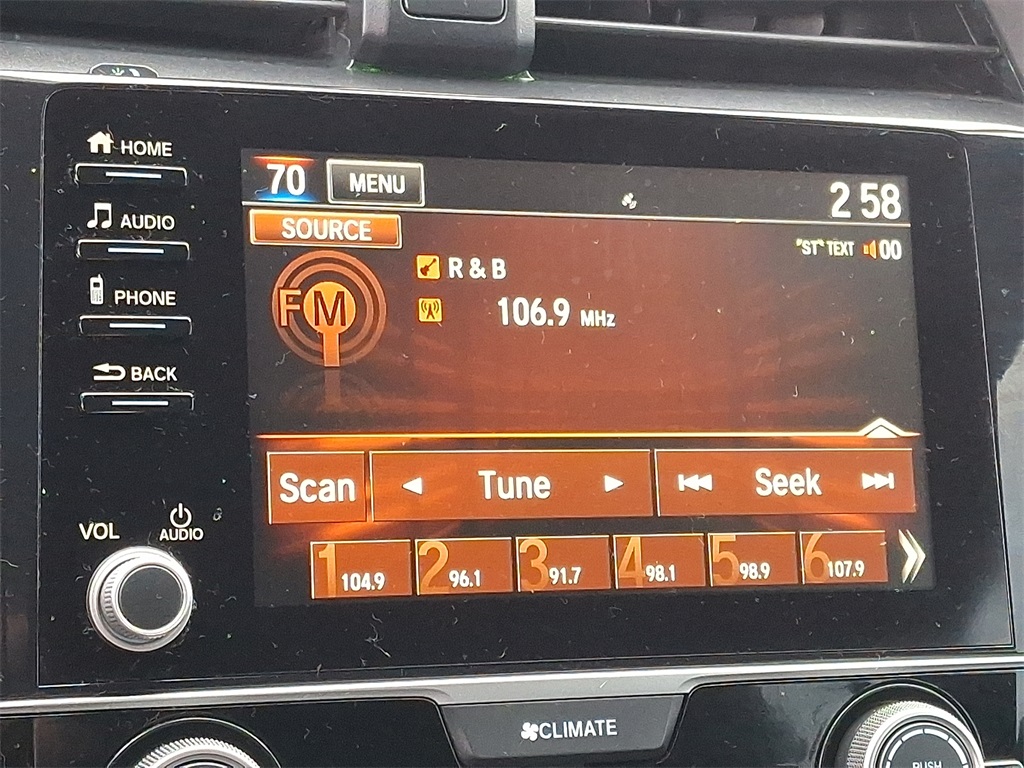 HOME
AUDIO
PHONE
BACK
VOL
AUDIO
70 MENU 2 58
SOURCE
"ST" TEXT 00
FM
R & B
106.9 MHz
Scan Tune Seek
1 104.9 2 96.1 3 91.7 4 98.1 5 98.9 6 107.9
CLIMATE
PUSH